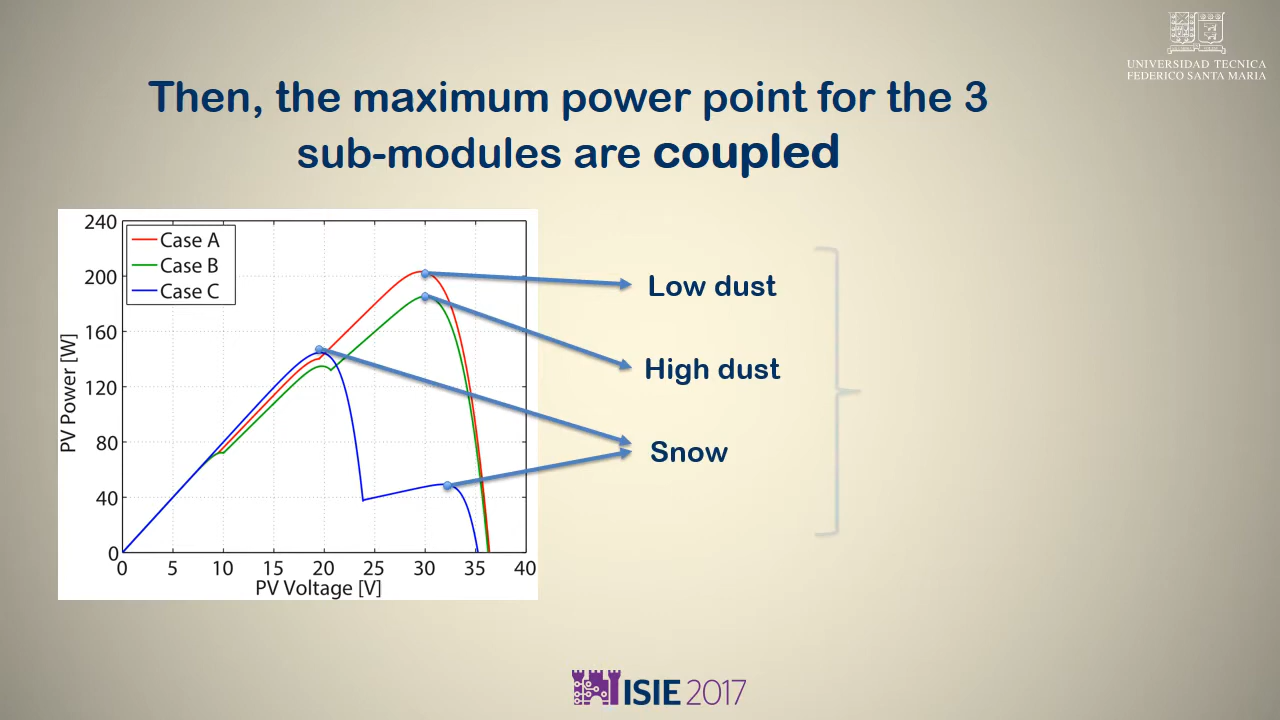 UNIVERSIDAD TECNICA
FEDERICO SANTA MARIA
Then, the maximum power point for the 3
sub-modules are coupled
240
200
160
120
80
40
0
PV Power [W]
Case A
Case B
Case C
0 5 10 15 20 25 30 35 40
PV Voltage [V]
Low dust
High dust
Snow
ISIE 2017